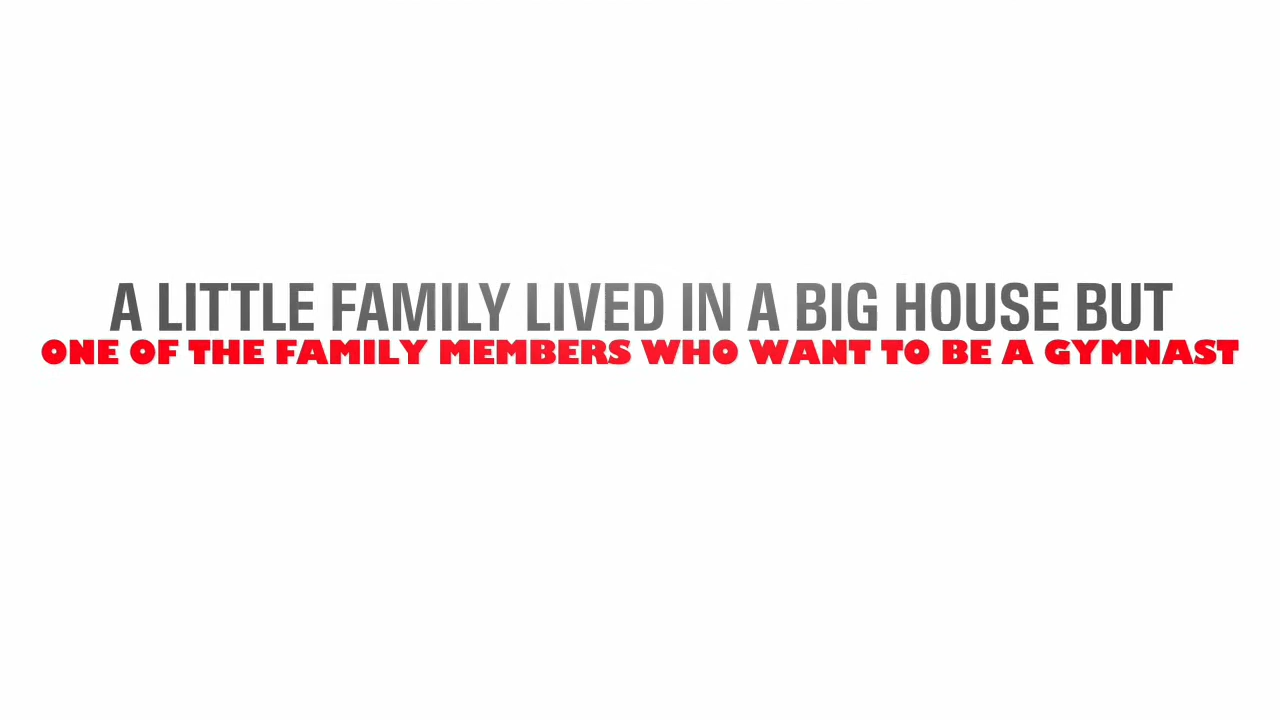 A LITTLE FAMILY LIVED IN A BIG HOUSE BUT
ONE OF THE FAMILY MEMBERS WHO WANT TO BE A GYMNAST